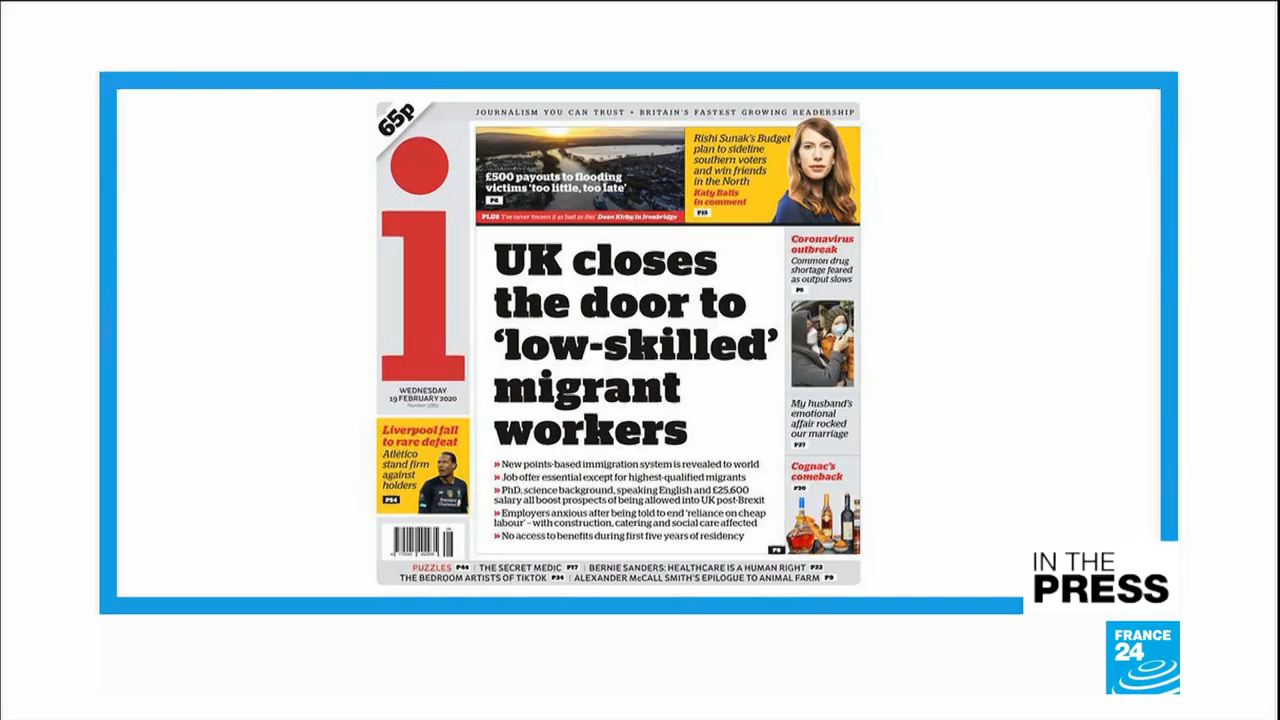 65p
JOURNALISM YOU CAN TRUST • BRITAIN'S FASTEST GROWING READERSHIP
i
WEDNESDAY
19 FEBRUARY 2020
£500 payouts to flooding
victims 'too little, too late'
P6
PLUS 'I've never known it as bad as this' Dean Kirby in Ironbridge
Rishi Sunak's Budget
plan to sideline
southern voters
and win friends
in the North
Katy Balls
in comment
P15
UK closes
the door to
'low-skilled'
migrant
workers
» New points-based immigration system is revealed to world
» Job offer essential except for highest-qualified migrants
» PhD, science background, speaking English and £25,600
salary all boost prospects of being allowed into UK post-Brexit
» Employers anxious after being told to end 'reliance on cheap
labour' – with construction, catering and social care affected
» No access to benefits during first five years of residency
Coronavirus
outbreak
Common drug
shortage feared
as output slows
My husband's
emotional
affair rocked
our marriage
P27
Cognac's
comeback
P20
Liverpool fall
to rare defeat
Atlético
stand firm
against
holders
P54
PUZZLES P44 | THE SECRET MEDIC P17 | BERNIE SANDERS: HEALTHCARE IS A HUMAN RIGHT P22
THE BEDROOM ARTISTS OF TIKTOK P34 | ALEXANDER McCALL SMITH'S EPILOGUE TO ANIMAL FARM P9
IN THE
PRESS
FRANCE
24